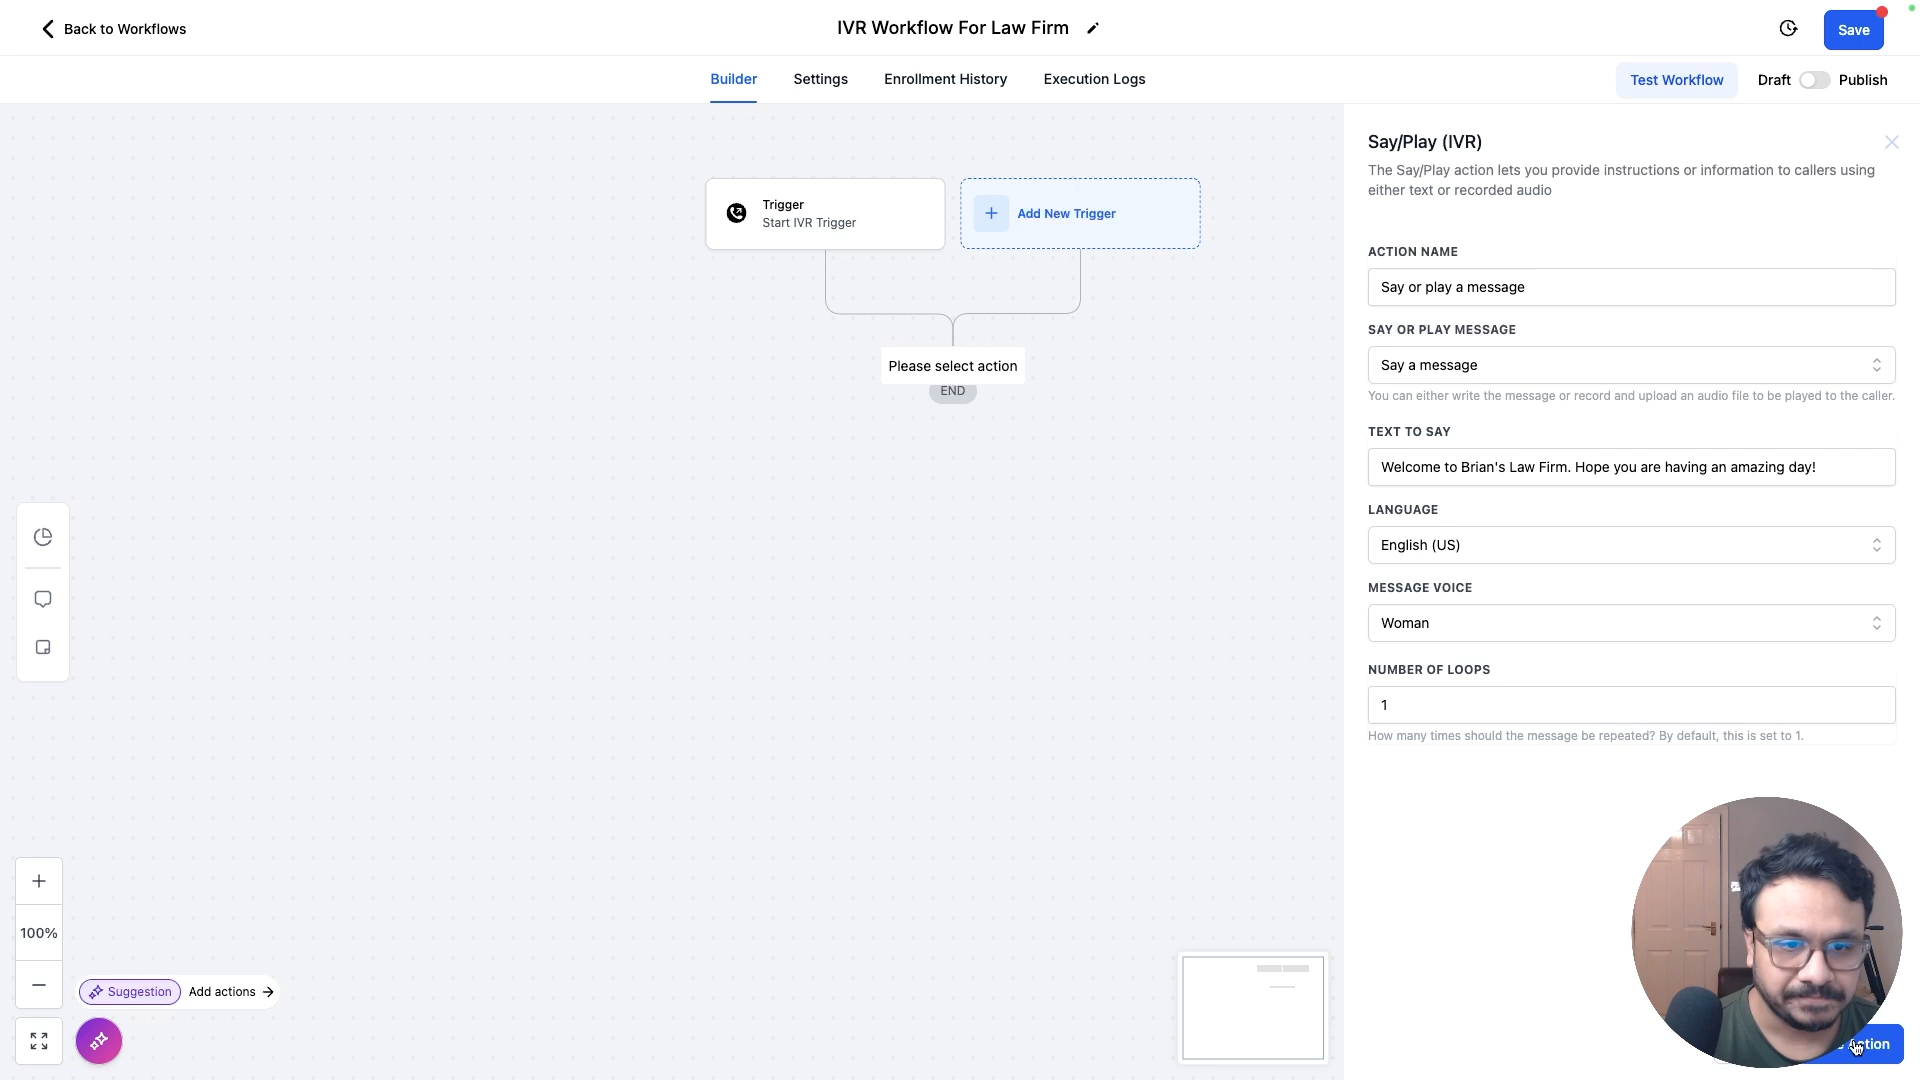 Back to Workflows
IVR Workflow For Law Firm
Save
Builder
Settings
Enrollment History
Execution Logs
Test Workflow
Draft
Publish
Trigger
Start IVR Trigger
Add New Trigger
Please select action
END
Say/Play (IVR)
The Say/Play action lets you provide instructions or information to callers using
either text or recorded audio
ACTION NAME
Say or play a message
SAY OR PLAY MESSAGE
Say a message
You can either write the message or record and upload an audio file to be played to the caller.
TEXT TO SAY
Welcome to Brian's Law Firm. Hope you are having an amazing day!
LANGUAGE
English (US)
MESSAGE VOICE
Woman
NUMBER OF LOOPS
1
How many times should the message be repeated? By default, this is set to 1.
100%
Suggestion
Add actions